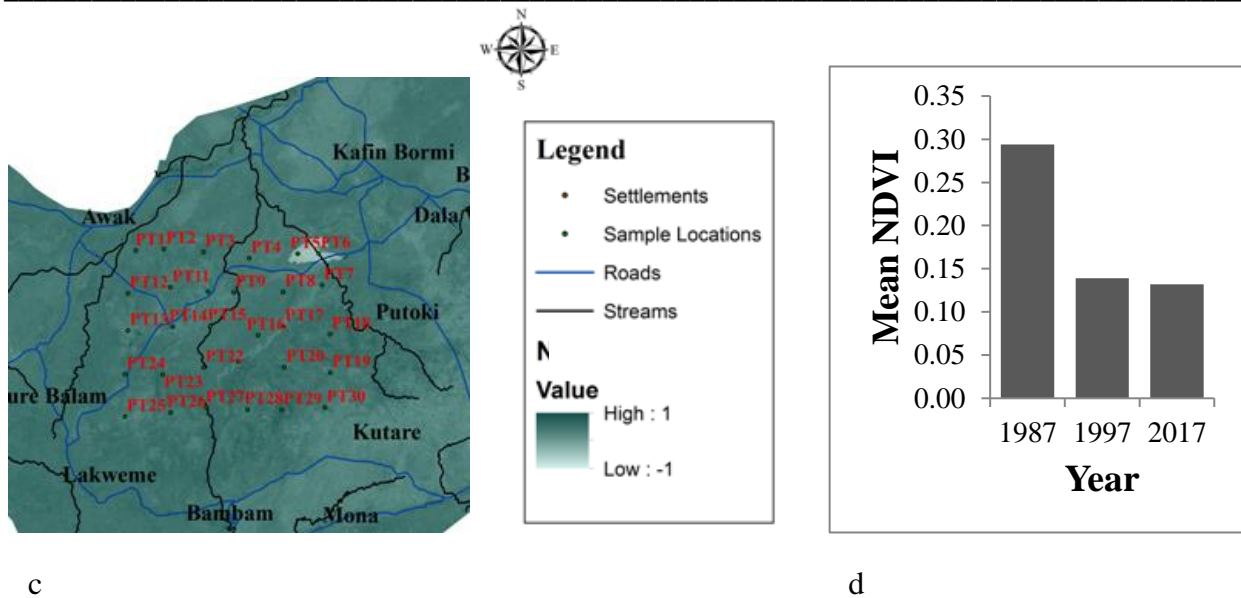 N
W E
S
Kafin Bormi
B
Awak
Dala
PT1 PT2 PT3 PT4 PT5 PT6
PT12 PT11 PT9 PT8 PT7
PT13 PT14 PT15 PT16 PT17 PT18
Putoki
PT24 PT23 PT22 PT20 PT19
ure Balam
PT25 PT26 PT27 PT28 PT29 PT30
Kutare
Lakweme
Bambam Mona
Legend
Settlements
Sample Locations
Roads
Streams
N
Value
High : 1
Low : -1
Mean NDVI
0.35
0.30
0.25
0.20
0.15
0.10
0.05
0.00
1987 1997 2017
Year
c
d